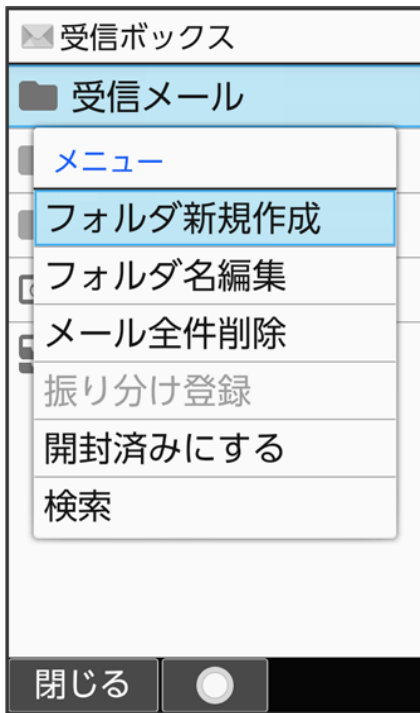 受信ボックス
受信メール
メニュー
フォルダ新規作成
フォルダ名編集
メール全件削除
振り分け登録
開封済みにする
検索
閉じる